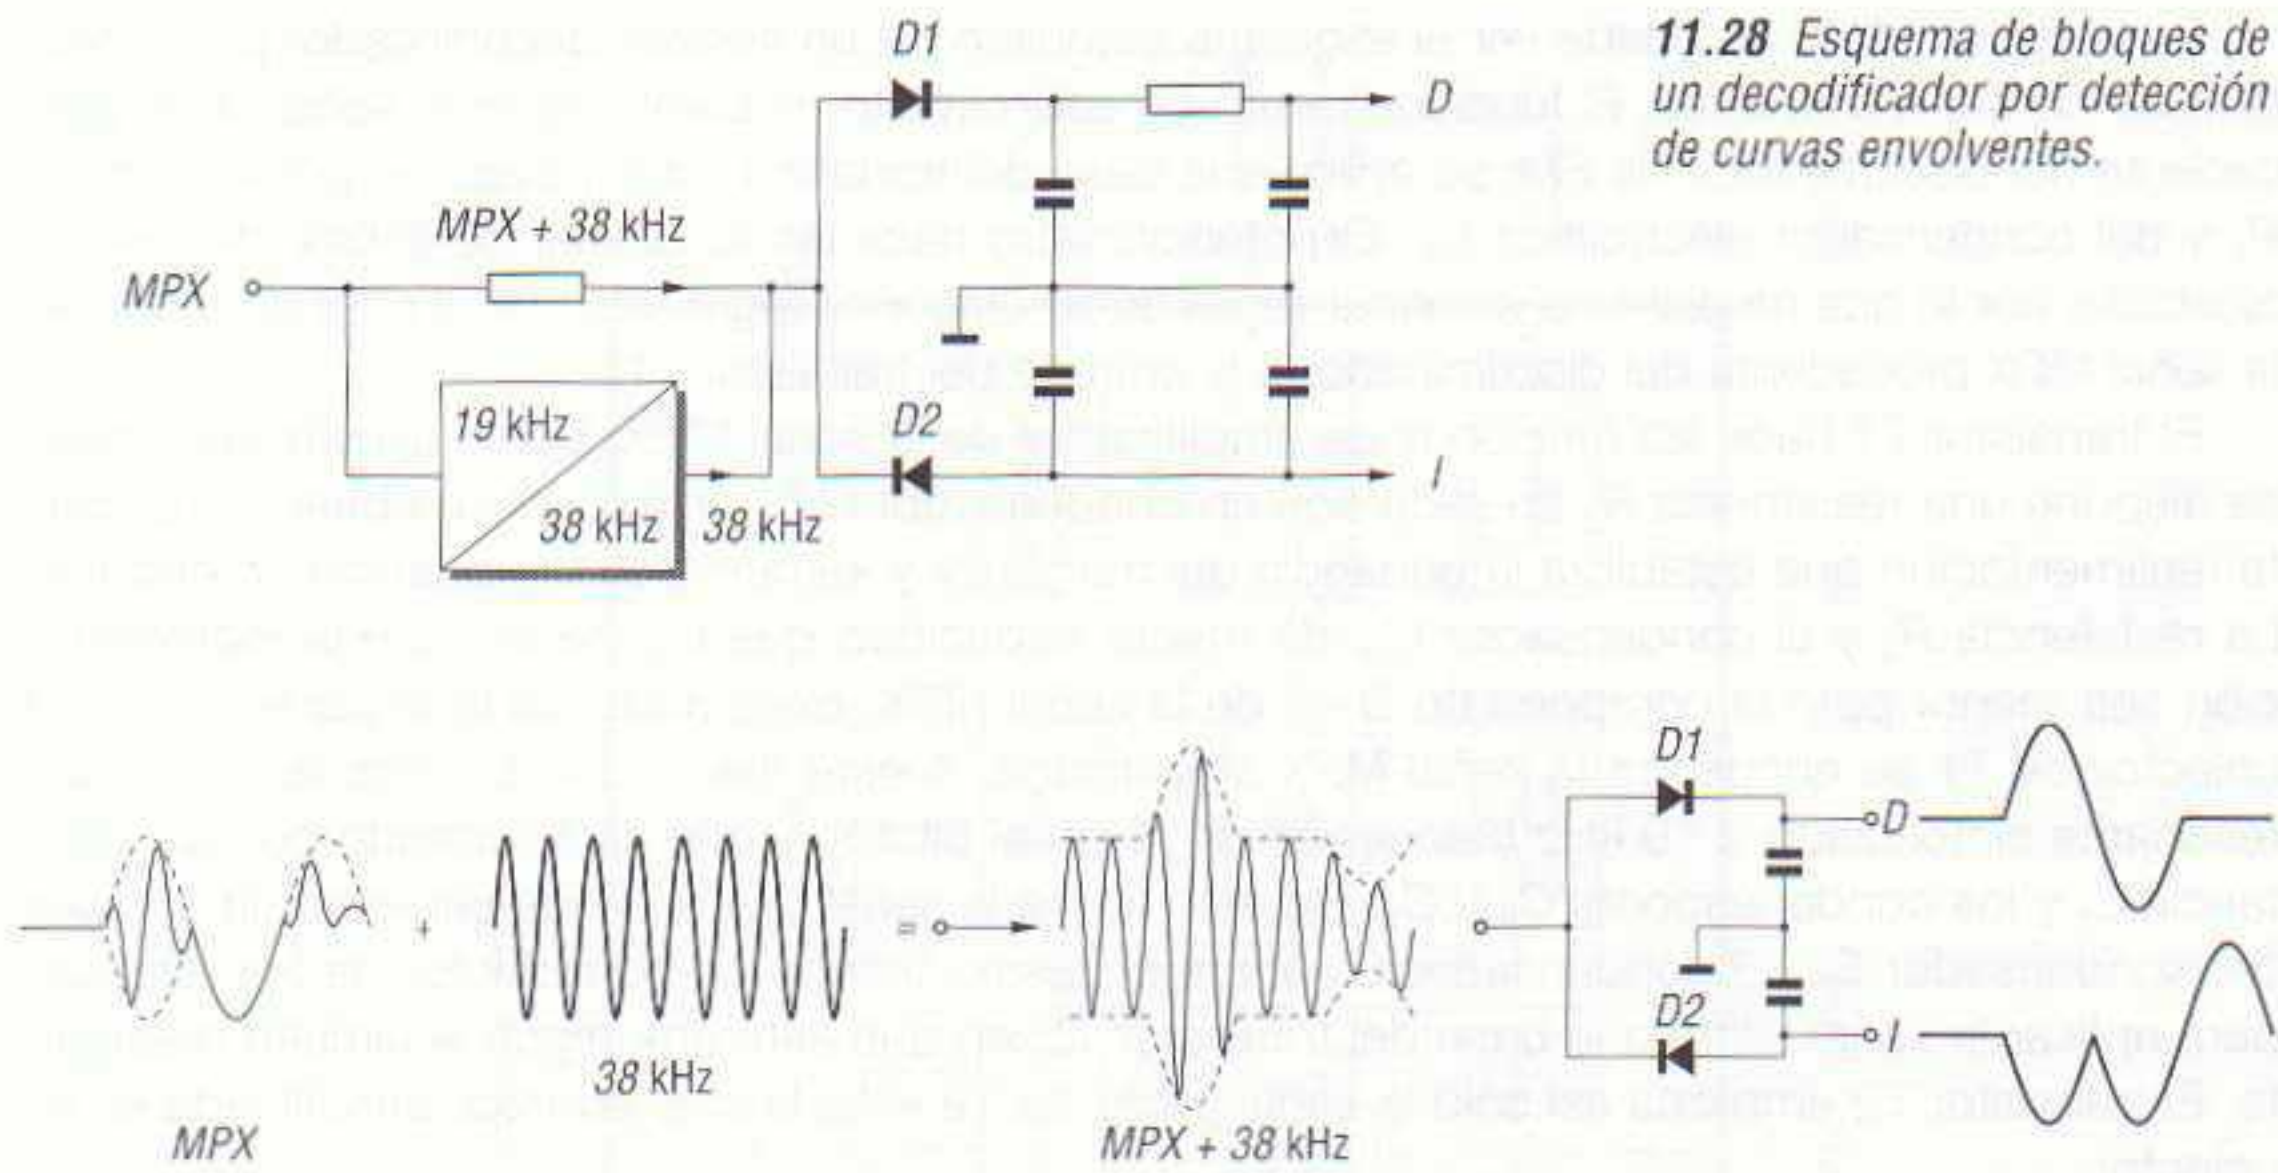 11.28 Esquema de bloques de
un decodificador por detección
de curvas envolventes.
D1
D
MPX + 38 kHz
MPX
19 kHz
38 kHz
38 kHz
D2
I
MPX
+
38 kHz
=
MPX + 38 kHz
D1
D
D2
I